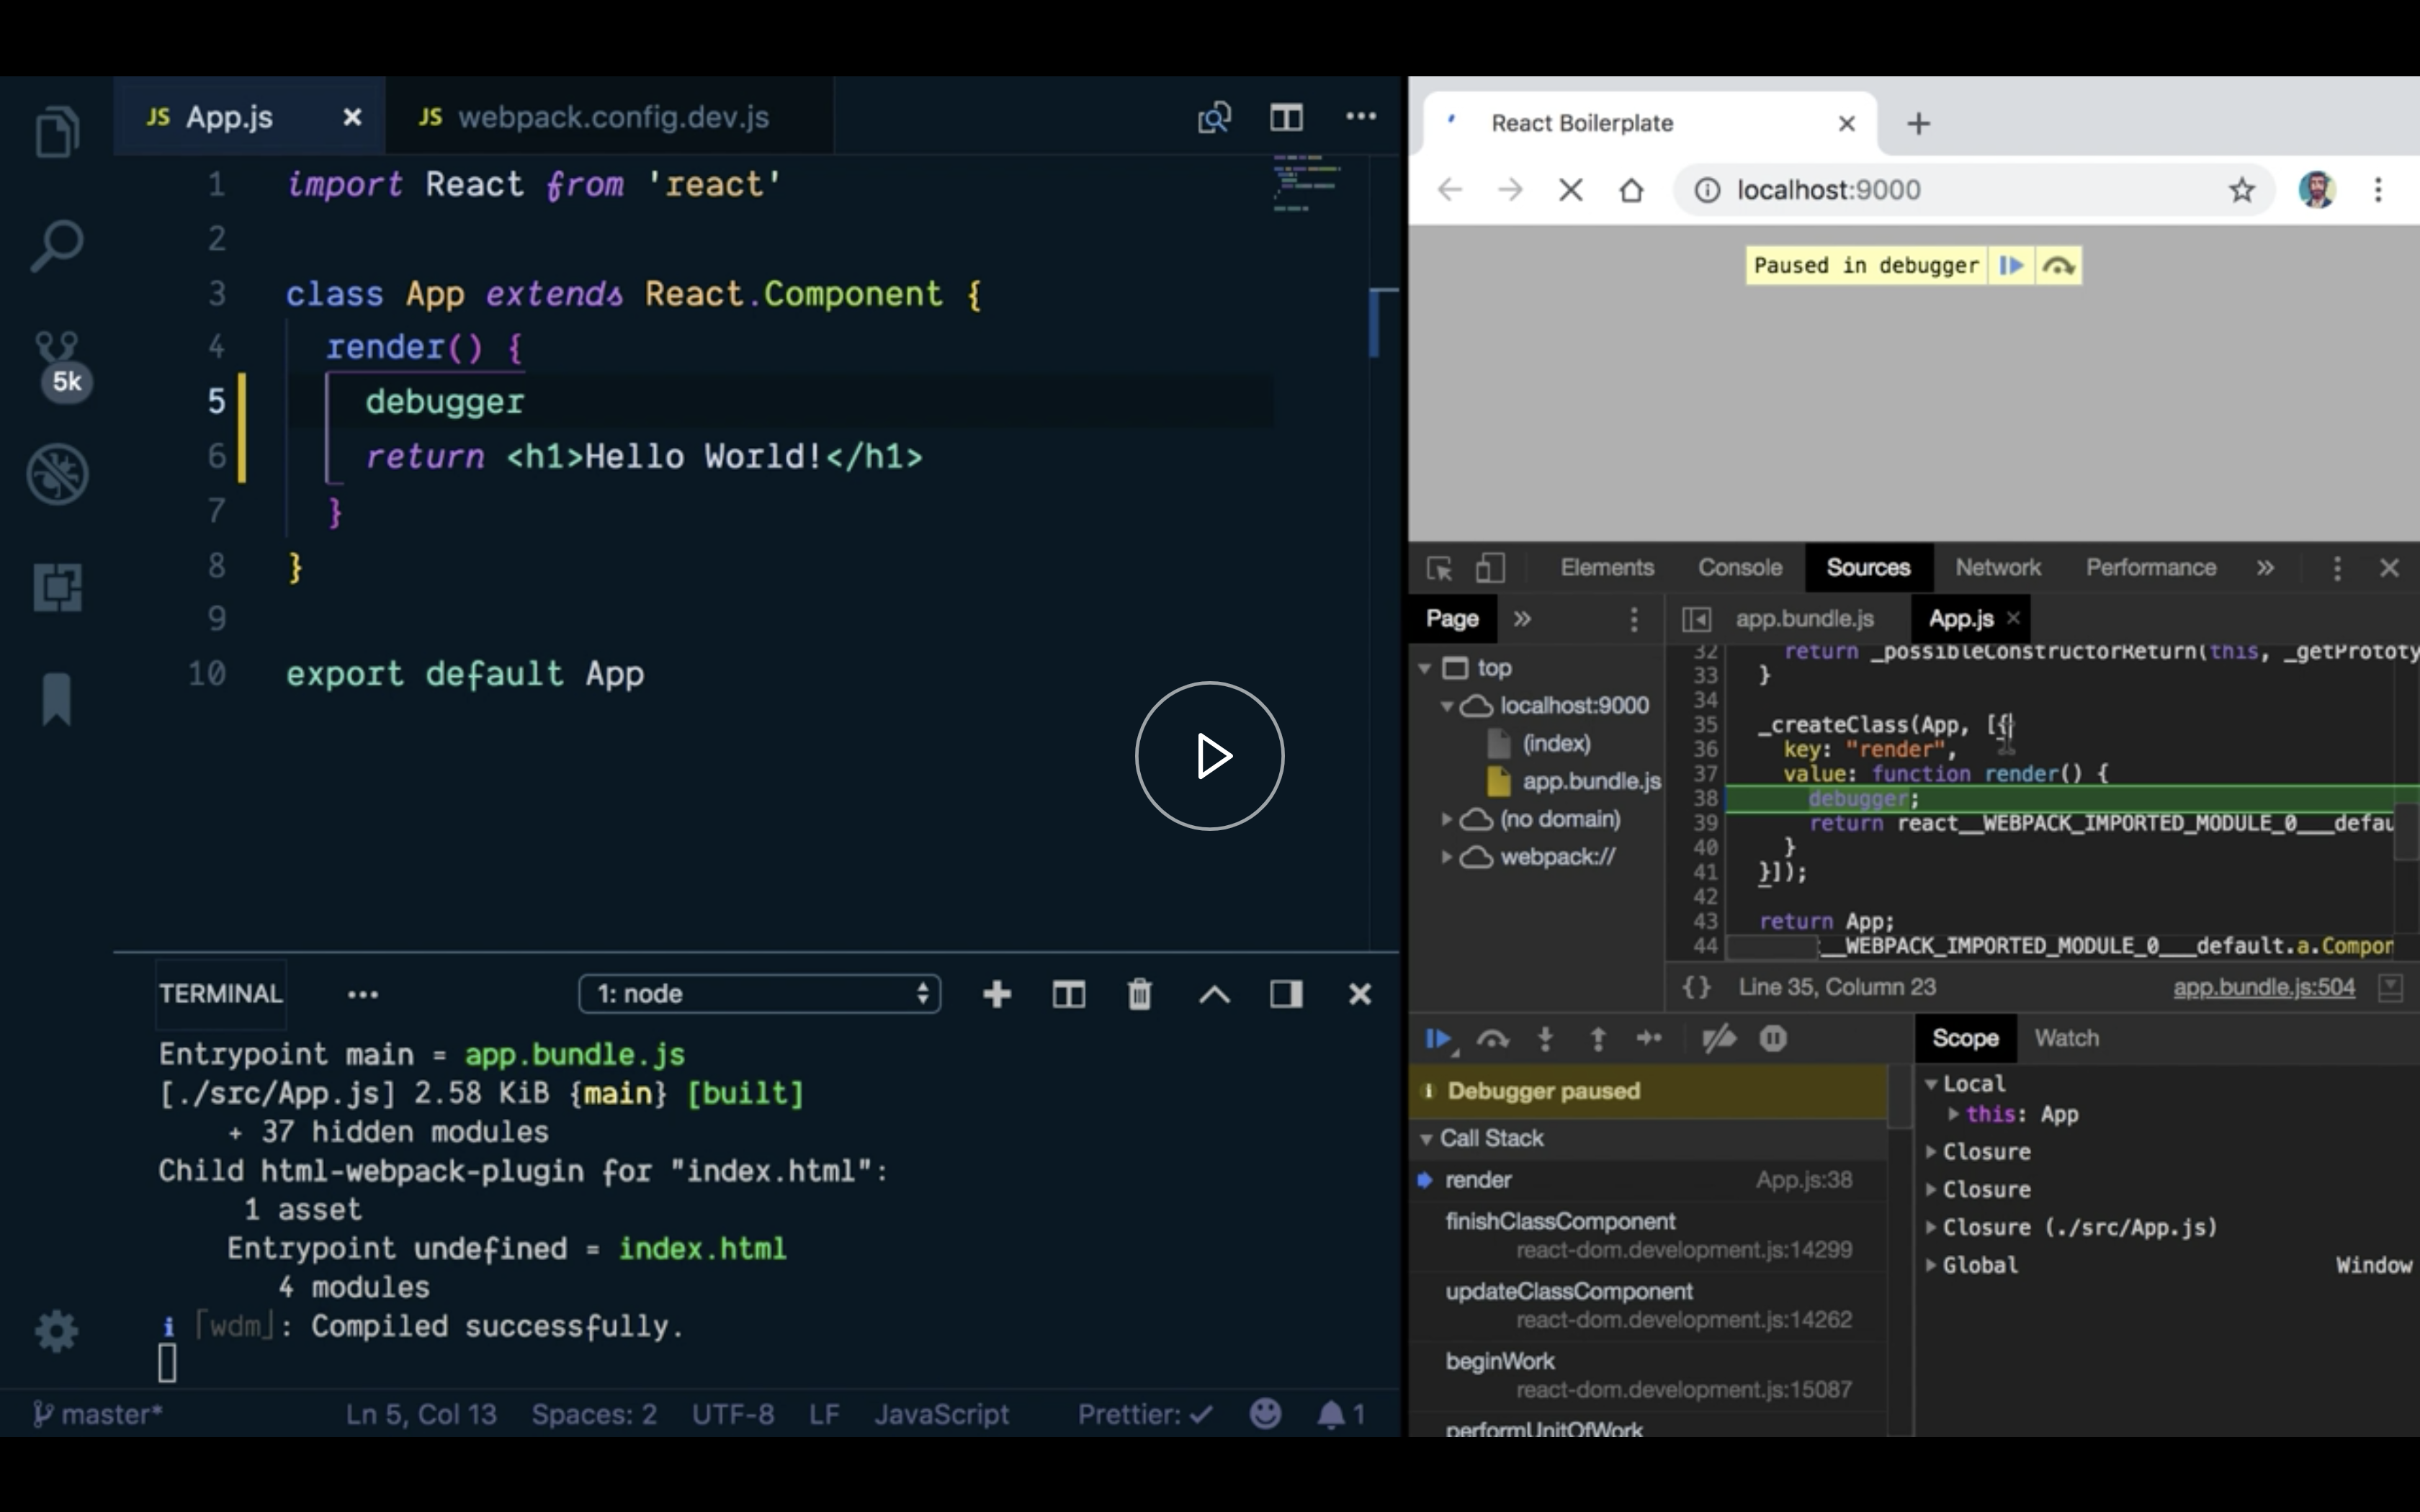 JS App.js
JS webpack.config.dev.js
1 import React from 'react'
2
3 class App extends React.Component {
4 render() {
5 debugger
6 return <h1>Hello World!</h1>
7 }
8 }
9
10 export default App
5k
TERMINAL
1: node
Entrypoint main = app.bundle.js
[./src/App.js] 2.58 KiB {main} [built]
+ 37 hidden modules
Child html-webpack-plugin for "index.html":
1 asset
Entrypoint undefined = index.html
4 modules
i ｢wdm｣: Compiled successfully.
master* Ln 5, Col 13 Spaces: 2 UTF-8 LF JavaScript Prettier: ✓ 1
React Boilerplate
localhost:9000
Paused in debugger
Elements Console Sources Network Performance »
Page »
top
localhost:9000
(index)
app.bundle.js
(no domain)
webpack://
app.bundle.js App.js
32 return _possibleConstructorReturn(this, _getPrototy
33 }
34
35 _createClass(App, [{
36 key: "render",
37 value: function render() {
38 debugger;
39 return react__WEBPACK_IMPORTED_MODULE_0___defau
40 }
41 }]);
42
43 return App;
44 __WEBPACK_IMPORTED_MODULE_0___default.a.Compon
{} Line 35, Column 23 app.bundle.js:504
Debugger paused
Call Stack
render App.js:38
finishClassComponent
react-dom.development.js:14299
updateClassComponent
react-dom.development.js:14262
beginWork
react-dom.development.js:15087
performUnitOfWork
Scope Watch
Local
this: App
Closure
Closure
Closure (./src/App.js)
Global Window